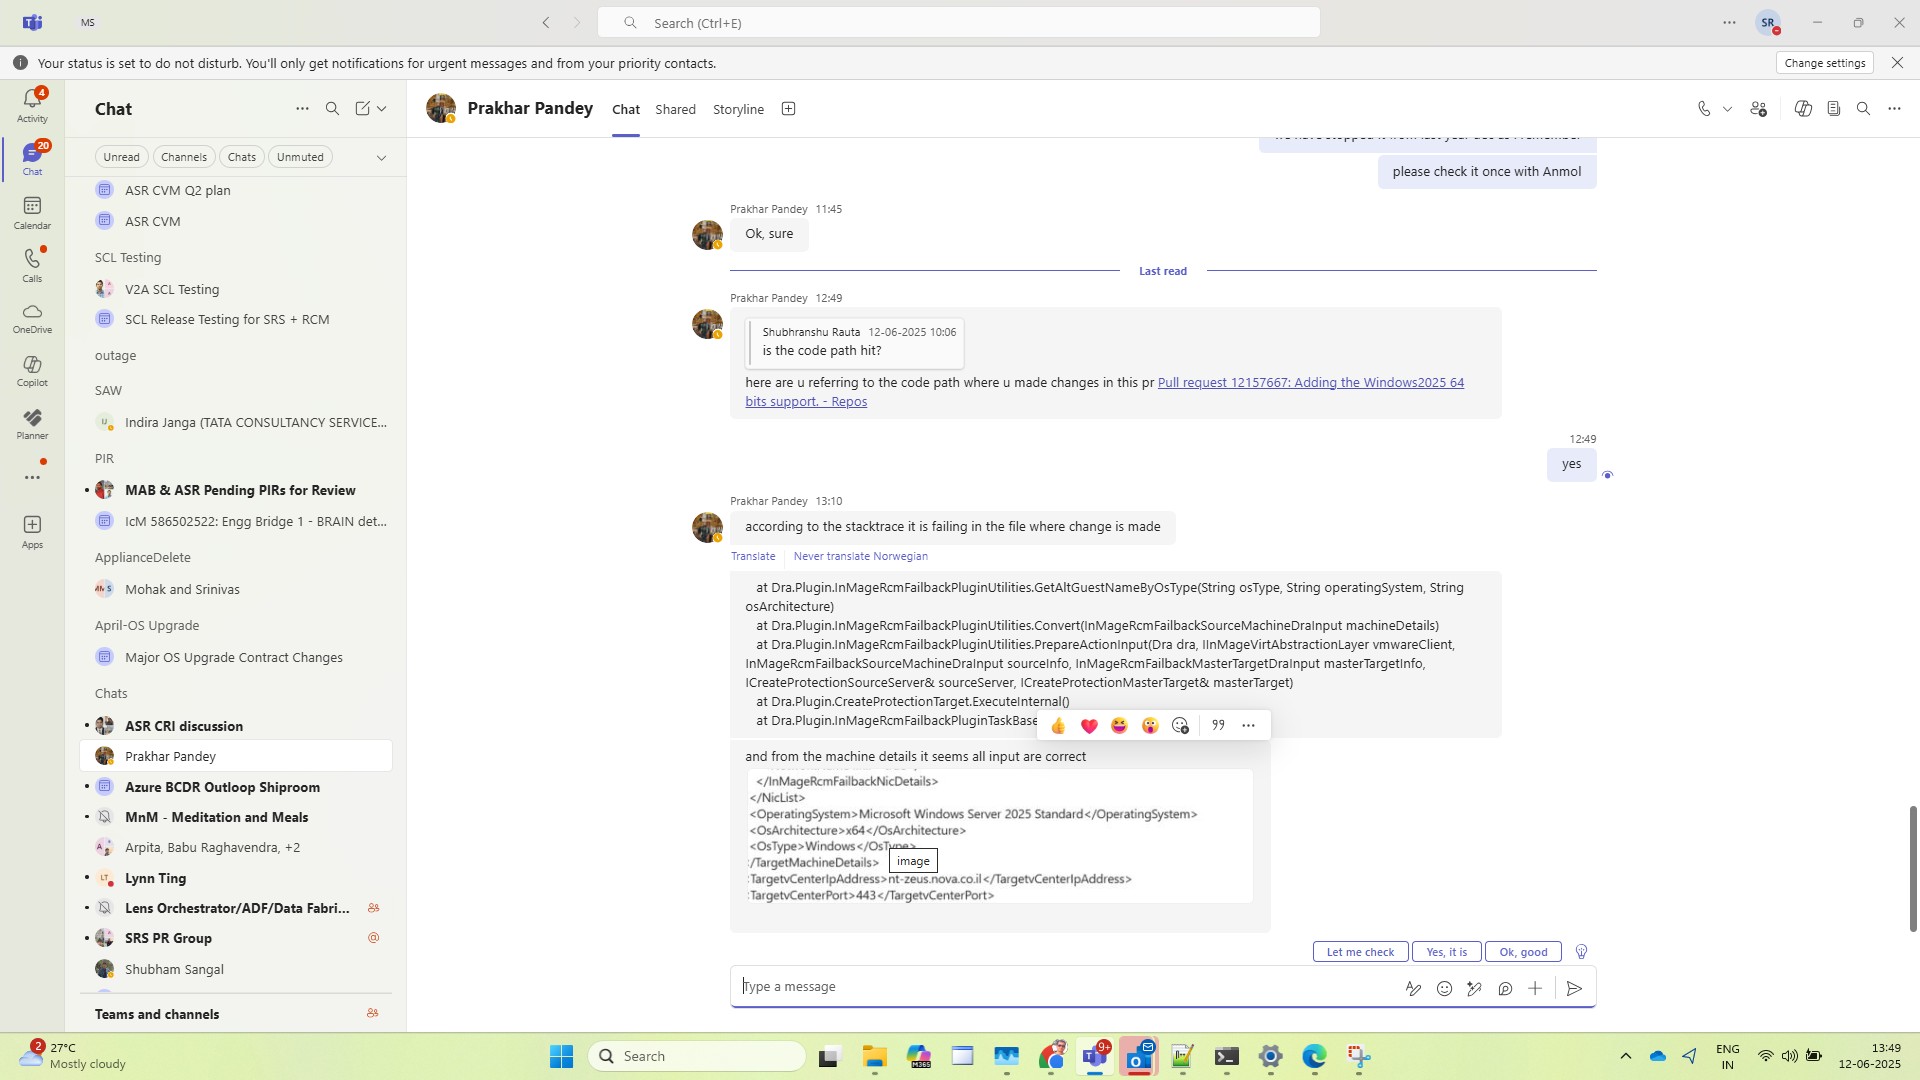 MS
Search (Ctrl+E)
SR
Your status is set to do not disturb. You'll only get notifications for urgent messages and from your priority contacts.
Change settings
4
Activity
20
Chat
Calendar
Calls
OneDrive
Copilot
Planner
Apps
Chat
Unread
Channels
Chats
Unmuted
ASR CVM Q2 plan
ASR CVM
SCL Testing
V2A SCL Testing
SCL Release Testing for SRS + RCM
outage
SAW
Indira Janga (TATA CONSULTANCY SERVICE...
PIR
MAB & ASR Pending PIRs for Review
IcM 586502522: Engg Bridge 1 - BRAIN det...
ApplianceDelete
Mohak and Srinivas
April-OS Upgrade
Major OS Upgrade Contract Changes
Chats
ASR CRI discussion
Prakhar Pandey
Azure BCDR Outloop Shiproom
MnM - Meditation and Meals
Arpita, Babu Raghavendra, +2
LT
Lynn Ting
Lens Orchestrator/ADF/Data Fabri...
SRS PR Group
Shubham Sangal
Teams and channels
Prakhar Pandey
Chat
Shared
Storyline
please check it once with Anmol
Prakhar Pandey 11:45
Ok, sure
Last read
Prakhar Pandey 12:49
Shubhranshu Rauta 12-06-2025 10:06
is the code path hit?
here are u referring to the code path where u made changes in this pr Pull request 12157667: Adding the Windows2025 64
bits support. - Repos
12:49
yes
Prakhar Pandey 13:10
according to the stacktrace it is failing in the file where change is made
Translate
Never translate Norwegian
at Dra.Plugin.InMageRcmFailbackPluginUtilities.GetAltGuestNameByOsType(String osType, String operatingSystem, String
osArchitecture)
at Dra.Plugin.InMageRcmFailbackPluginUtilities.Convert(InMageRcmFailbackSourceMachineDraInput machineDetails)
at Dra.Plugin.InMageRcmFailbackPluginUtilities.PrepareActionInput(Dra dra, IInMageVirtAbstractionLayer vmwareClient,
InMageRcmFailbackSourceMachineDraInput sourceInfo, InMageRcmFailbackMasterTargetDraInput masterTargetInfo,
ICreateProtectionSourceServer& sourceServer, ICreateProtectionMasterTarget& masterTarget)
at Dra.Plugin.CreateProtectionTarget.ExecuteInternal()
at Dra.Plugin.InMageRcmFailbackPluginTaskBase
and from the machine details it seems all input are correct
</InMageRcmFailbackNicDetails>
</NicList>
<OperatingSystem>Microsoft Windows Server 2025 Standard</OperatingSystem>
<OsArchitecture>x64</OsArchitecture>
<OsType>Windows</OsType>
/TargetMachineDetails>
image
:TargetvCenterIpAddress>nt-zeus.nova.co.il</TargetvCenterIpAddress>
:TargetvCenterPort>443</TargetvCenterPort>
Let me check
Yes, it is
Ok, good
Type a message
2
27°C
Mostly cloudy
Search
M365
9+
ENG
IN
13:49
12-06-2025